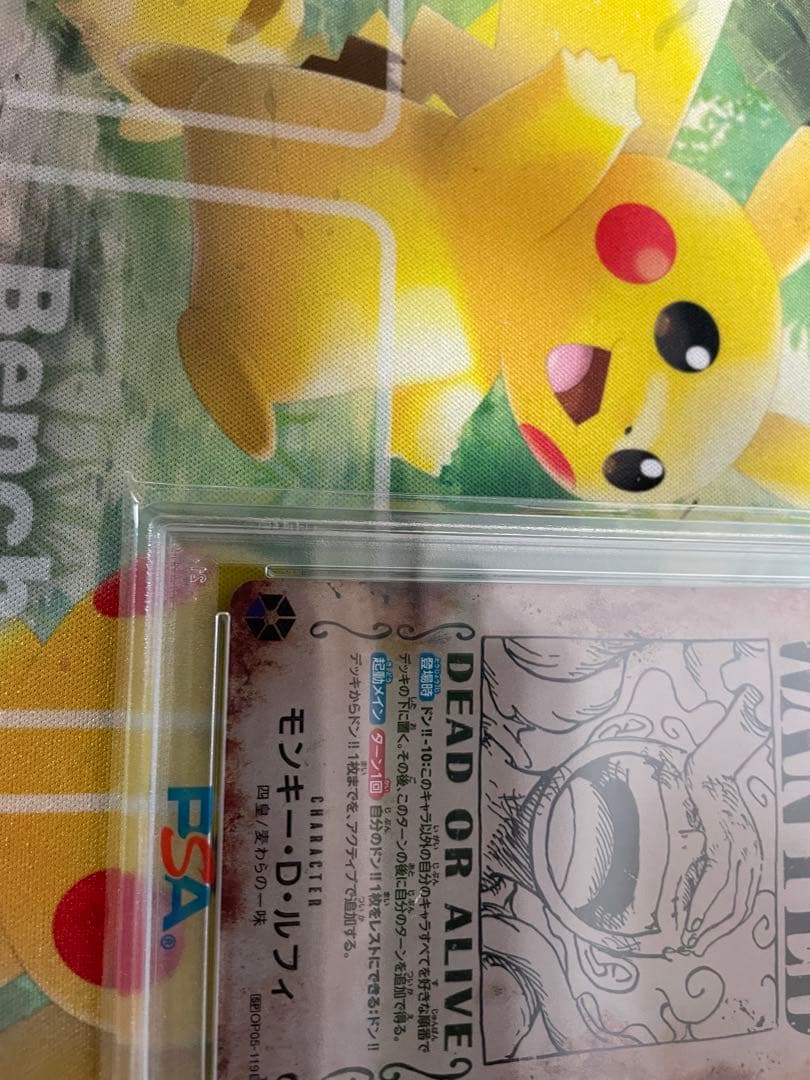 Bench
WANTED
DEAD OR ALIVE
登場時 ドン!!-10:このキャラ以外の自分のキャラすべてを好きな順番で
デッキの下に置く。その後、このターンの後に自分のターンを追加で得る。
起動メイン ターン1回 自分のドン!!1枚をレストにできる:ドン!!
デッキからドン!!1枚までを、アクティブで追加する。
CHARACTER
モンキー・D・ルフィ
四皇/麦わらの一味
SP OP05-119
PSA®